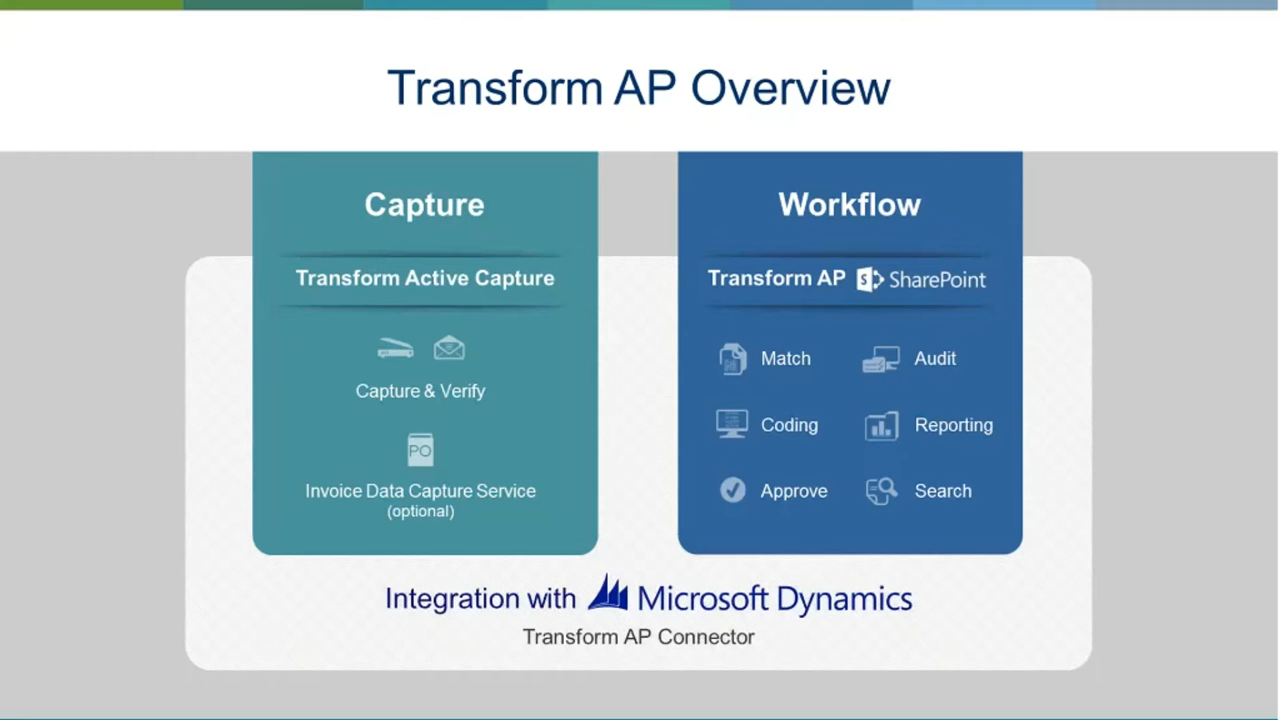 Transform AP Overview
Capture
Transform Active Capture
Capture & Verify
PO
Invoice Data Capture Service
(optional)
Workflow
Transform AP S SharePoint
Match
Audit
Coding
Reporting
Approve
Search
Integration with Microsoft Dynamics
Transform AP Connector